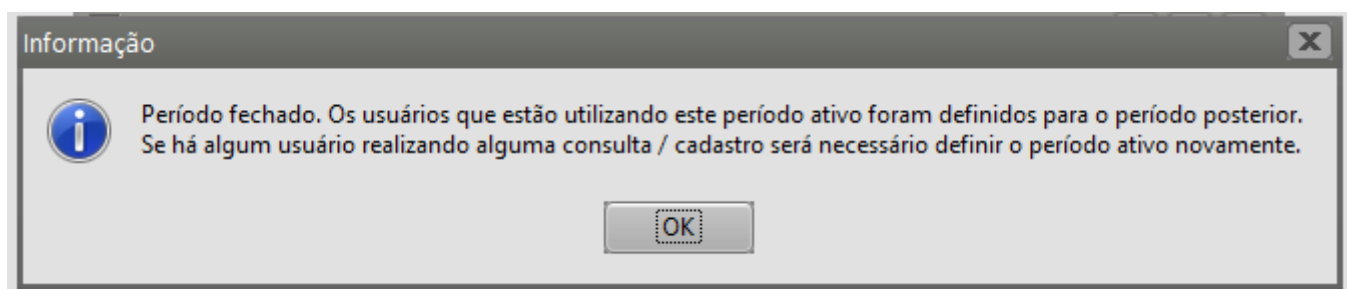 Informação
Período fechado. Os usuários que estão utilizando este período ativo foram definidos para o período posterior.
Se há algum usuário realizando alguma consulta / cadastro será necessário definir o período ativo novamente.
OK